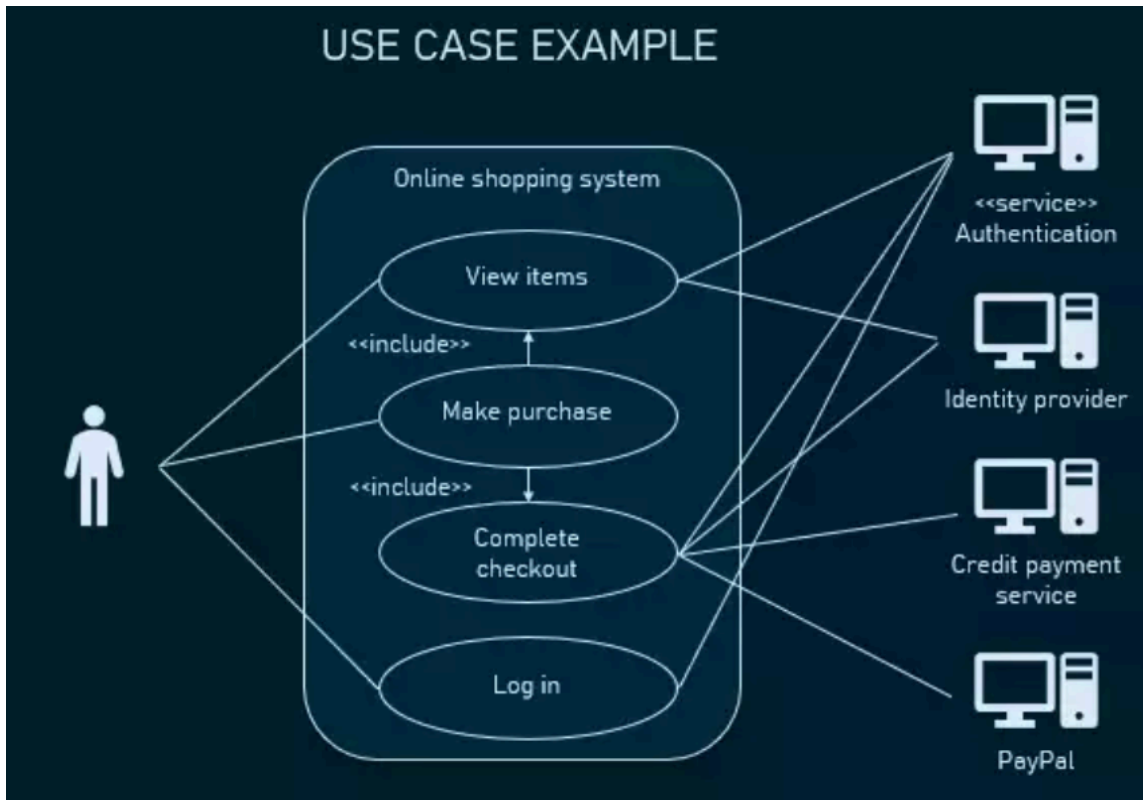 USE CASE EXAMPLE
Online shopping system
View items
<<include>>
Make purchase
<<include>>
Complete
checkout
Log in
<<service>>
Authentication
Identity provider
Credit payment
service
PayPal